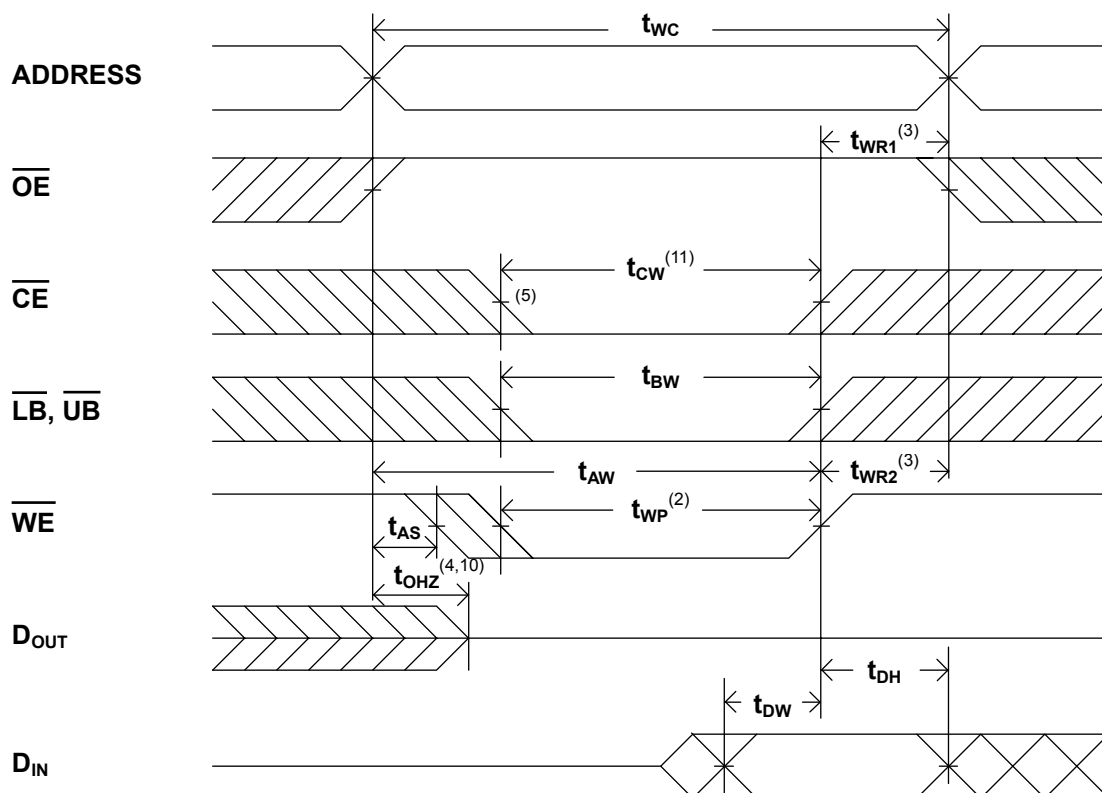 tWC
ADDRESS
tWR1(3)
OE
tCW(11)
CE
(5)
tBW
LB, UB
tAW
tWR2(3)
WE
tWP(2)
tAS
tOHZ(4,10)
DOUT
tDH
tDW
DIN